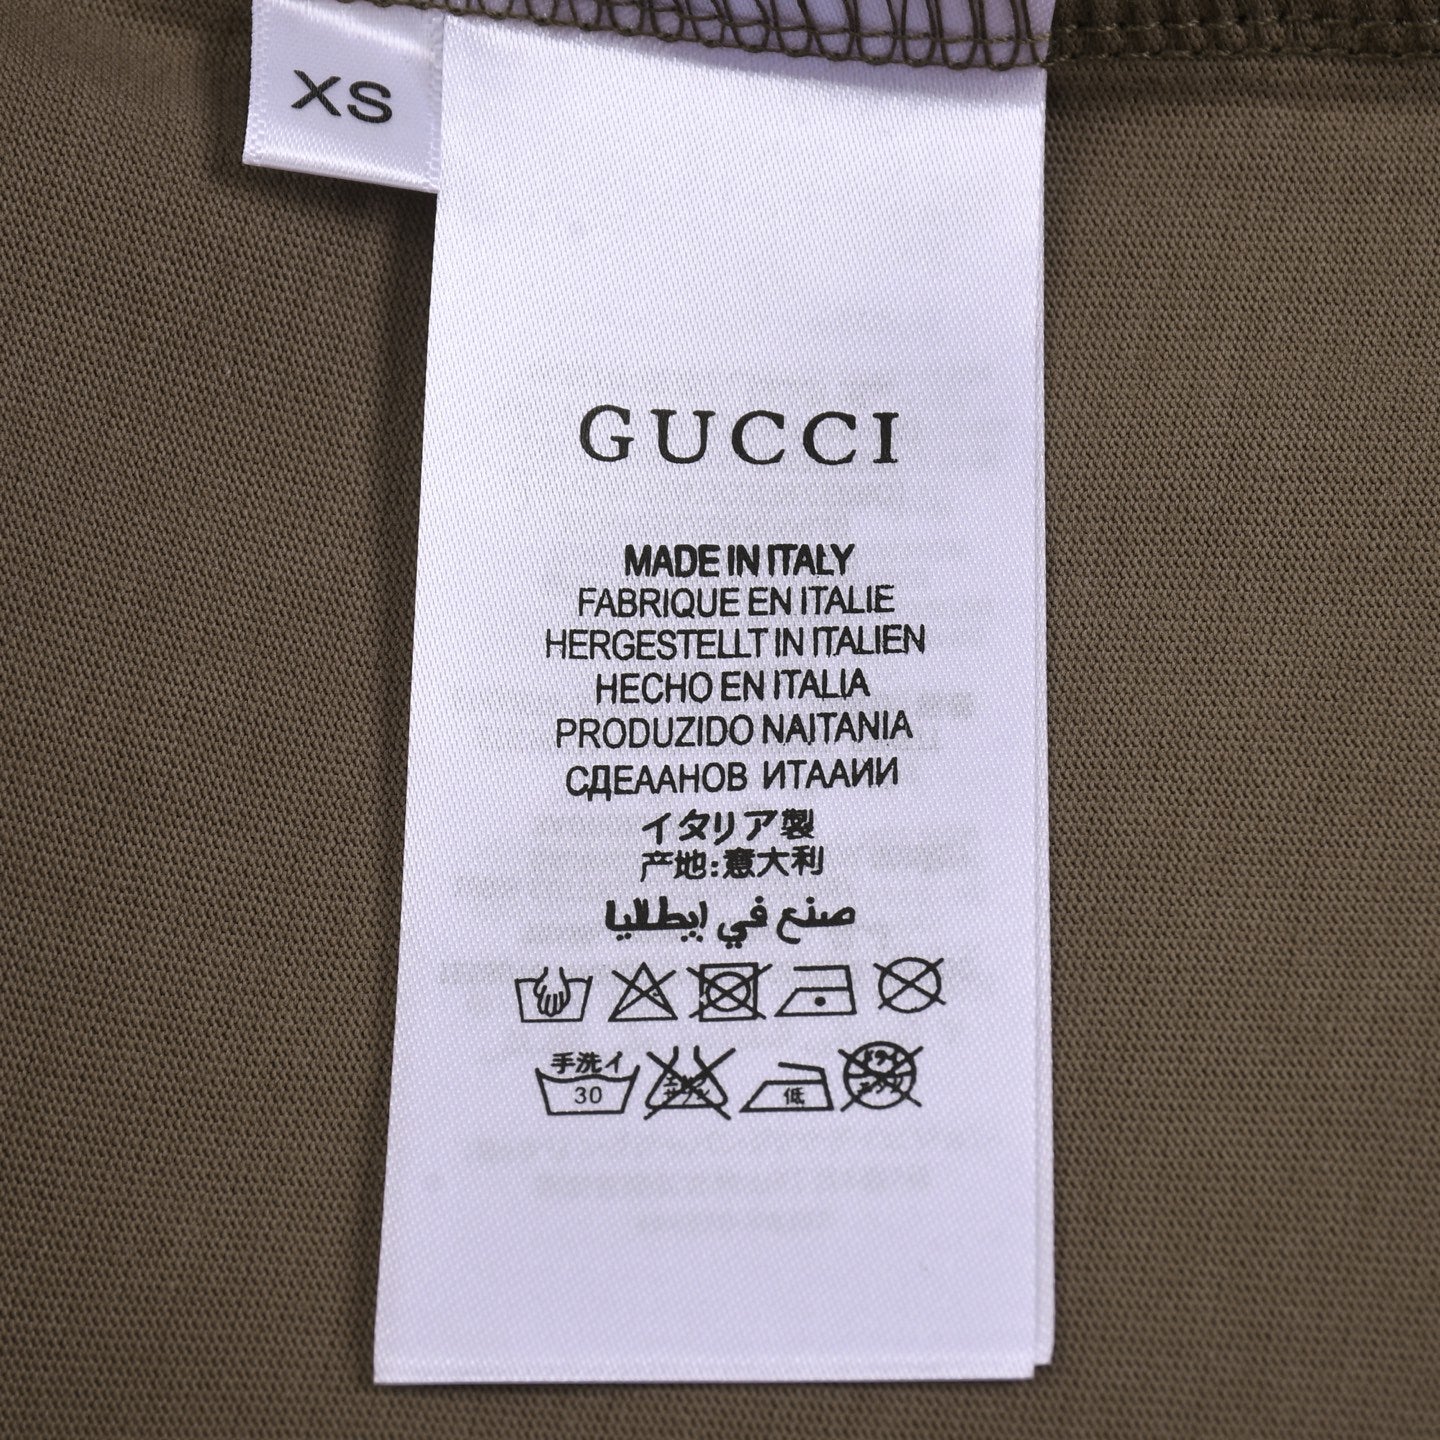 XS
GUCCI
MADE IN ITALY
FABRIQUE EN ITALIE
HERGESTELLT IN ITALIEN
HECHO EN ITALIA
PRODUZIDO NAITANIA
СДЕААНОВ ИТААИИ
イタリア製
产地:意大利
صنع في إيطاليا
手洗イ
30
低